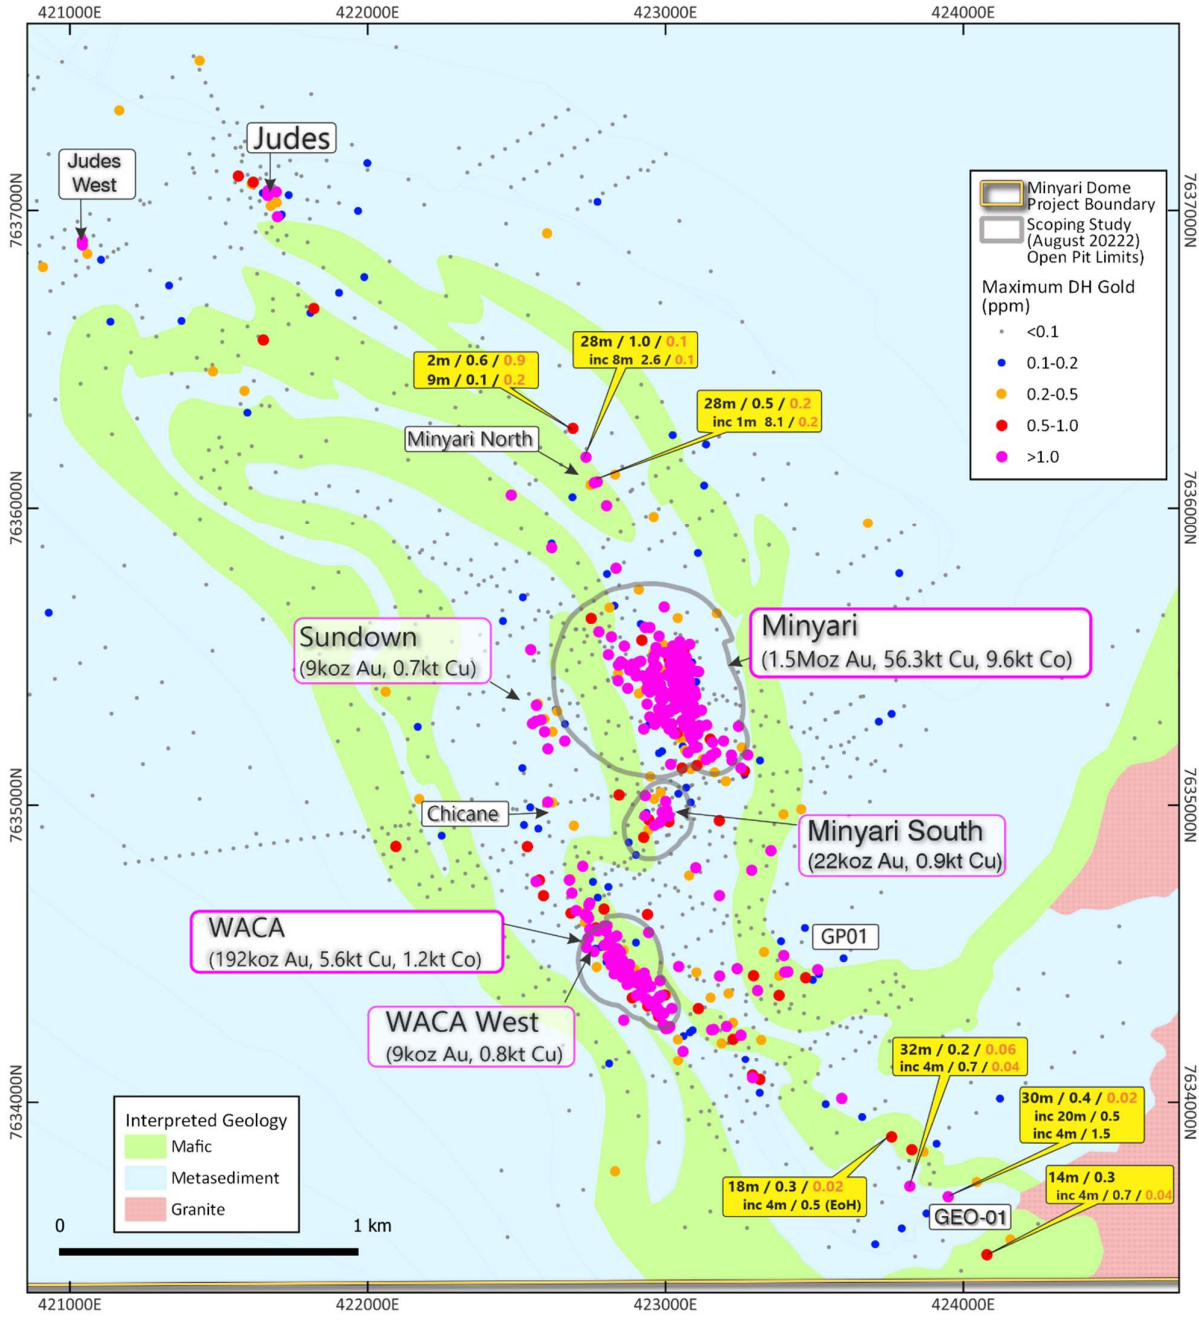 421000E
422000E
423000E
424000E
7637000N
7636000N
7635000N
7634000N
7637000N
7636000N
7635000N
7634000N
Judes
Judes
West
Minyari Dome
Project Boundary
Scoping Study
(August 20222)
Open Pit Limits)
Maximum DH Gold
(ppm)
<0.1
0.1-0.2
0.2-0.5
0.5-1.0
>1.0
28m / 1.0 / 0.1
inc 8m 2.6 / 0.1
2m / 0.6 / 0.9
9m / 0.1 / 0.2
28m / 0.5 / 0.2
inc 1m 8.1 / 0.2
Minyari North
Sundown
(9koz Au, 0.7kt Cu)
Minyari
(1.5Moz Au, 56.3kt Cu, 9.6kt Co)
Chicane
Minyari South
(22koz Au, 0.9kt Cu)
WACA
(192koz Au, 5.6kt Cu, 1.2kt Co)
GP01
WACA West
(9koz Au, 0.8kt Cu)
32m / 0.2 / 0.06
inc 4m / 0.7 / 0.04
30m / 0.4 / 0.02
inc 20m / 0.5
inc 4m / 1.5
18m / 0.3 / 0.02
inc 4m / 0.5 (EoH)
14m / 0.3
inc 4m / 0.7 / 0.04
GEO-01
Interpreted Geology
Mafic
Metasediment
Granite
0
1 km
421000E
422000E
423000E
424000E